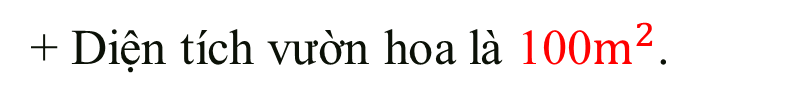 + Diện tích vườn hoa là 100m².